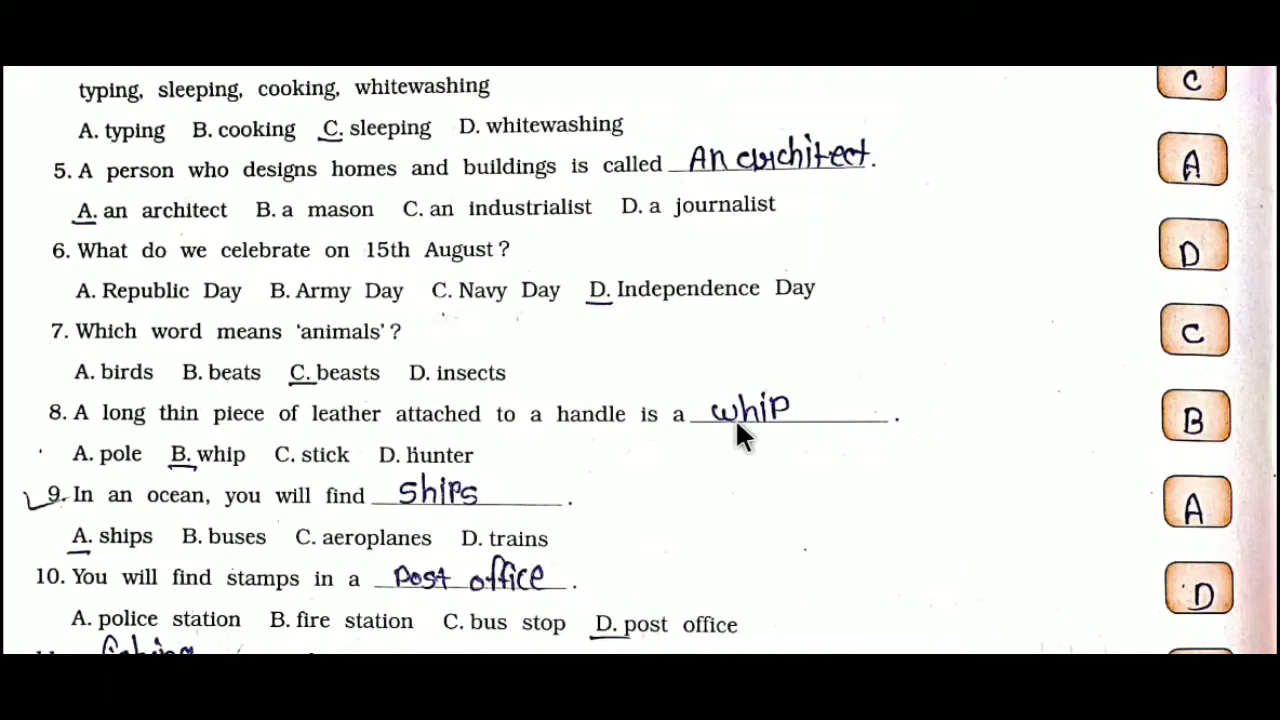 typing, sleeping, cooking, whitewashing
C
A. typing B. cooking C. sleeping D. whitewashing
5. A person who designs homes and buildings is called An architect.
A
A. an architect B. a mason C. an industrialist D. a journalist
6. What do we celebrate on 15th August?
D
A. Republic Day B. Army Day C. Navy Day D. Independence Day
7. Which word means 'animals'?
C
A. birds B. beats C. beasts D. insects
8. A long thin piece of leather attached to a handle is a whip.
B
A. pole B. whip C. stick D. hunter
9. In an ocean, you will find ships.
A
A. ships B. buses C. aeroplanes D. trains
10. You will find stamps in a post office.
D
A. police station B. fire station C. bus stop D. post office